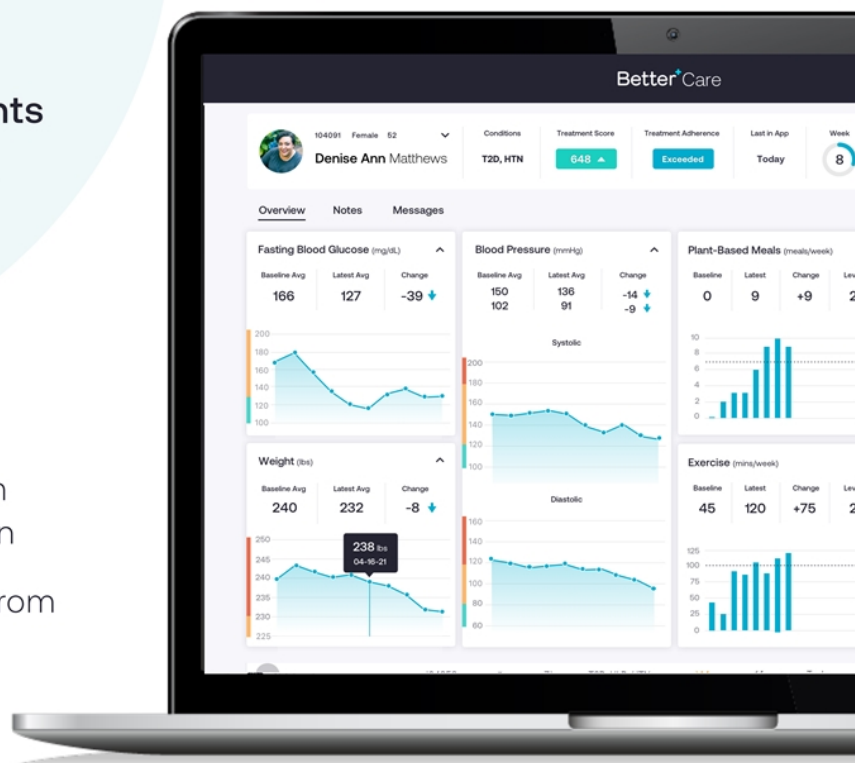 nts
n
n
rom
Better Care
104091 Female 52
Denise Ann Matthews
Conditions
T2D, HTN
Treatment Score
648
Treatment Adherence
Exceeded
Last in App
Today
Week
8
Overview Notes Messages
Fasting Blood Glucose (mg/dL)
Baseline Avg Latest Avg Change
166 127 -39
200
180
160
140
120
100
Blood Pressure (mmHg)
Baseline Avg Latest Avg Change
150 136 -14
102 91 -9
Systolic
200
180
160
140
120
100
Diastolic
160
140
120
100
80
60
Plant-Based Meals (meals/week)
Baseline Latest Change Lev
0 9 +9 2
10
8
6
4
2
0
Weight (lbs)
Baseline Avg Latest Avg Change
240 232 -8
250
245
240
235
230
225
238 lbs
04-16-21
Exercise (mins/week)
Baseline Latest Change Lev
45 120 +75 2
125
100
75
50
25
0